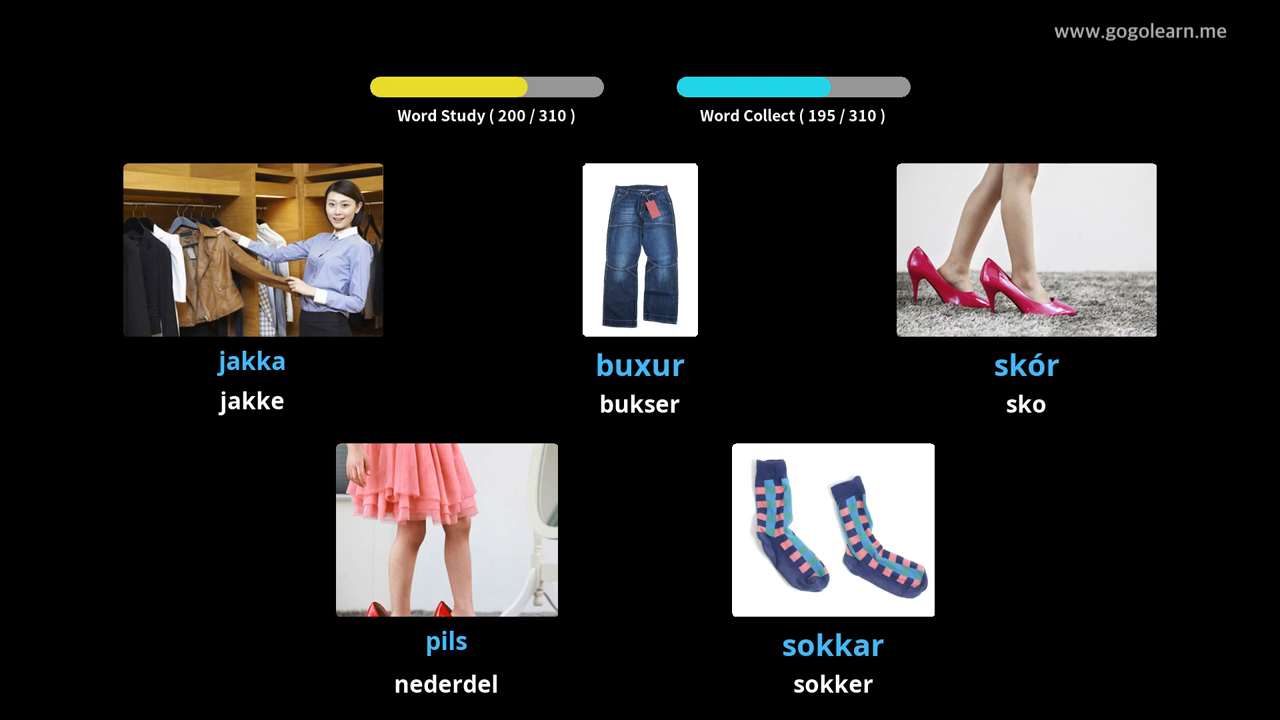 www.gogolearn.me
Word Study ( 200 / 310 )
Word Collect ( 195 / 310 )
jakka
jakke
buxur
bukser
skór
sko
pils
nederdel
sokkar
sokker